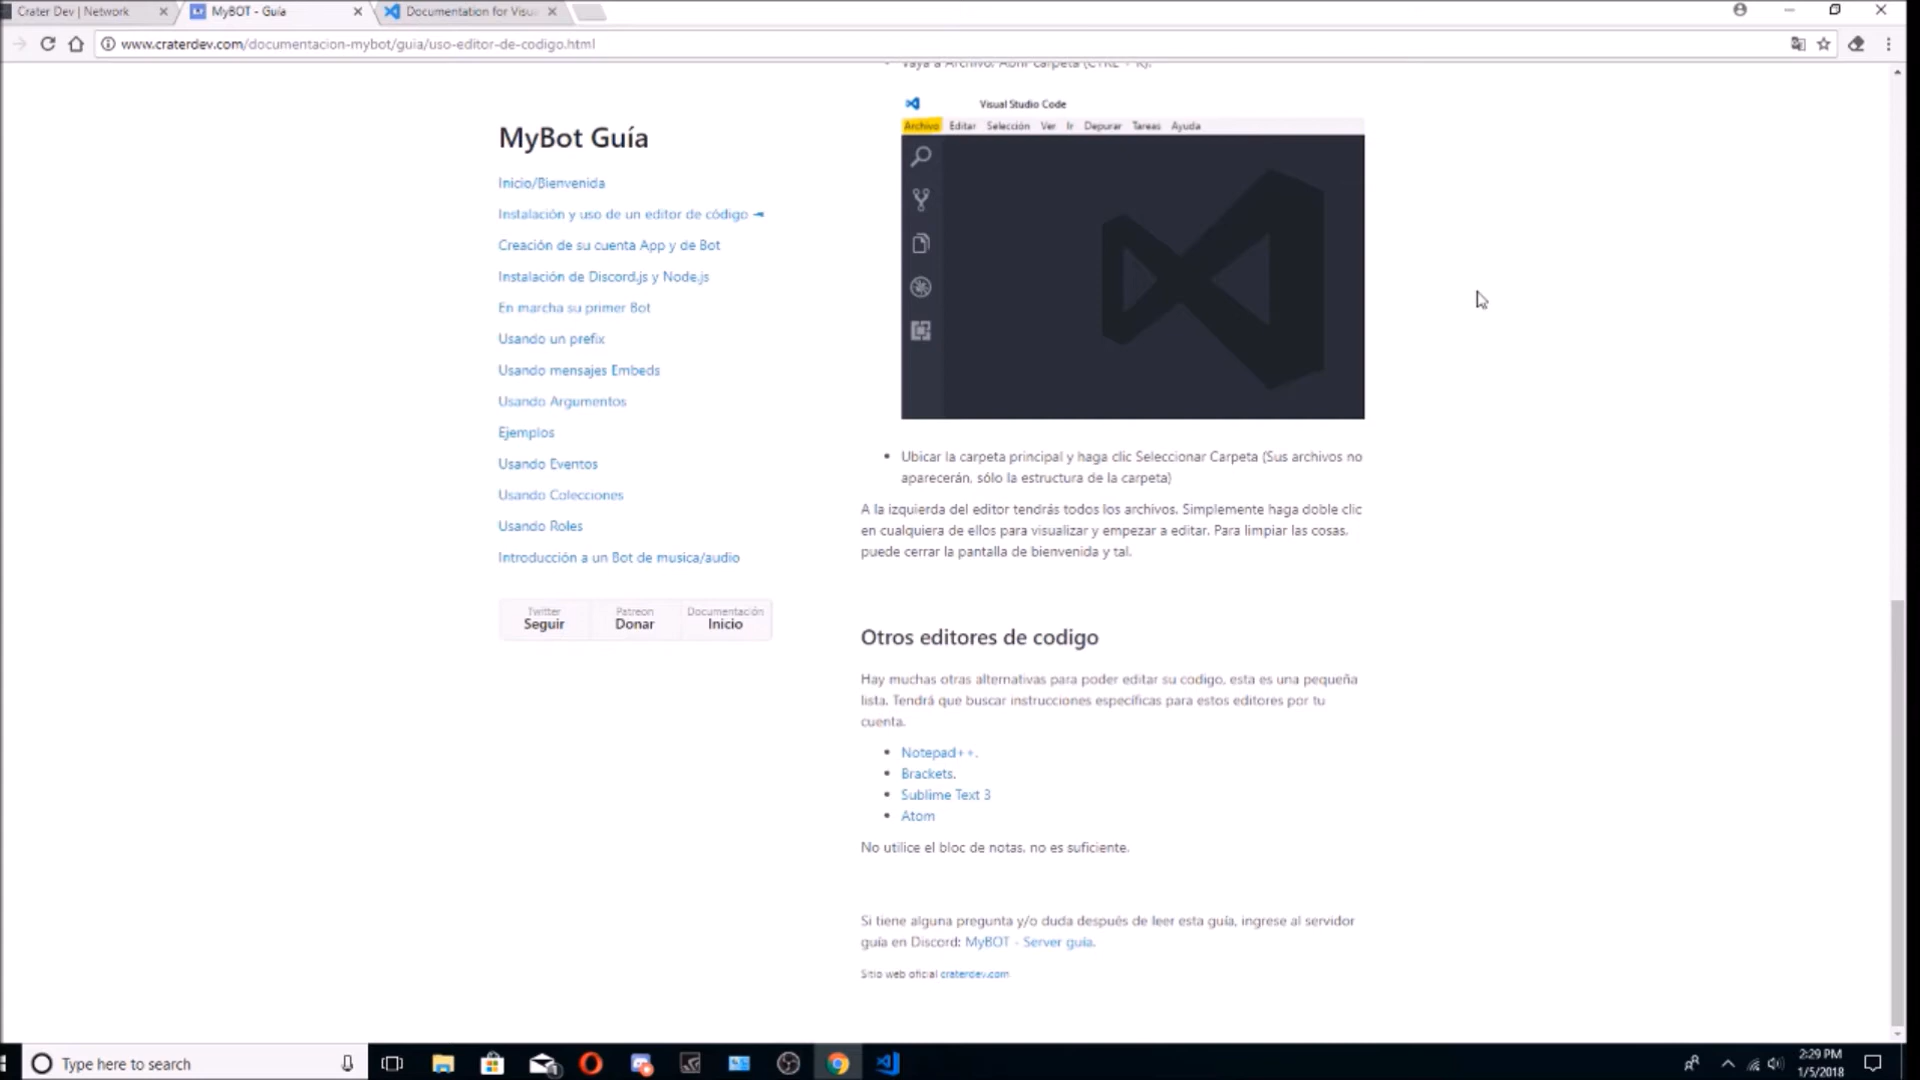 Crater Dev | Network
MyBOT - Guía
Documentation for Visu
www.craterdev.com/documentacion-mybot/guia/uso-editor-de-codigo.html
Vaya a Archivo/ Abrir carpeta (CTRL + K).
Visual Studio Code
Archivo Editar Selección Ver Ir Depurar Tareas Ayuda
MyBot Guía
Inicio/Bienvenida
Instalación y uso de un editor de código
Creación de su cuenta App y de Bot
Instalación de Discord.js y Node.js
En marcha su primer Bot
Usando un prefix
Usando mensajes Embeds
Usando Argumentos
Ejemplos
Usando Eventos
Usando Colecciones
Usando Roles
Introducción a un Bot de musica/audio
Twitter Patreon Documentación
Seguir Donar Inicio
Ubicar la carpeta principal y haga clic Seleccionar Carpeta (Sus archivos no
aparecerán, sólo la estructura de la carpeta)
A la izquierda del editor tendrás todos los archivos. Simplemente haga doble clic
en cualquiera de ellos para visualizar y empezar a editar. Para limpiar las cosas,
puede cerrar la pantalla de bienvenida y tal.
Otros editores de codigo
Hay muchas otras alternativas para poder editar su codigo, esta es una pequeña
lista. Tendrá que buscar instrucciones específicas para estos editores por tu
cuenta.
Notepad++.
Brackets.
Sublime Text 3
Atom
No utilice el bloc de notas, no es suficiente.
Si tiene alguna pregunta y/o duda después de leer esta guía, ingrese al servidor
guía en Discord: MyBOT - Server guía.
Sitio web oficial craterdev.com
Type here to search
2:29 PM
1/5/2018